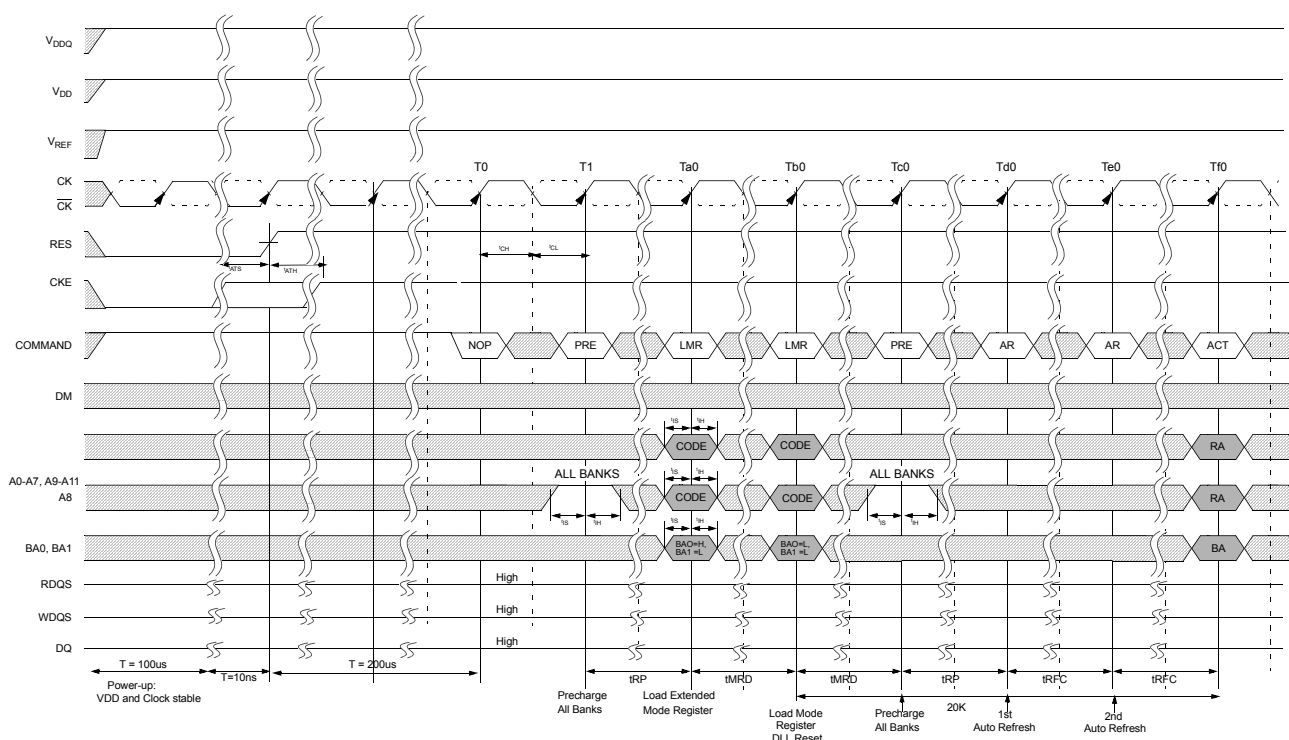 VDDQ
VDD
VREF
T0 T1 Ta0 Tb0 Tc0 Td0 Te0 Tf0
CK
CK
RES
tCH tCL
tATS tATH
CKE
COMMAND NOP PRE LMR LMR PRE AR AR ACT
DM
tIS tIH
CODE CODE RA
A0-A7, A9-A11
ALL BANKS tIS tIH ALL BANKS
A8 CODE CODE RA
tIS tIH tIS tIH tIS tIH
BA0, BA1 BAO=H, BA1 =L BAO=L, BA1 =L BA
RDQS High
WDQS High
DQ High
T = 100us T=10ns T = 200us tRP tMRD tMRD tRP tRFC tRFC
Power-up:
VDD and Clock stable
Precharge
All Banks
Load Extended
Mode Register
20K
Load Mode
Register
DLL Reset
Precharge
All Banks
1st
Auto Refresh
2nd
Auto Refresh